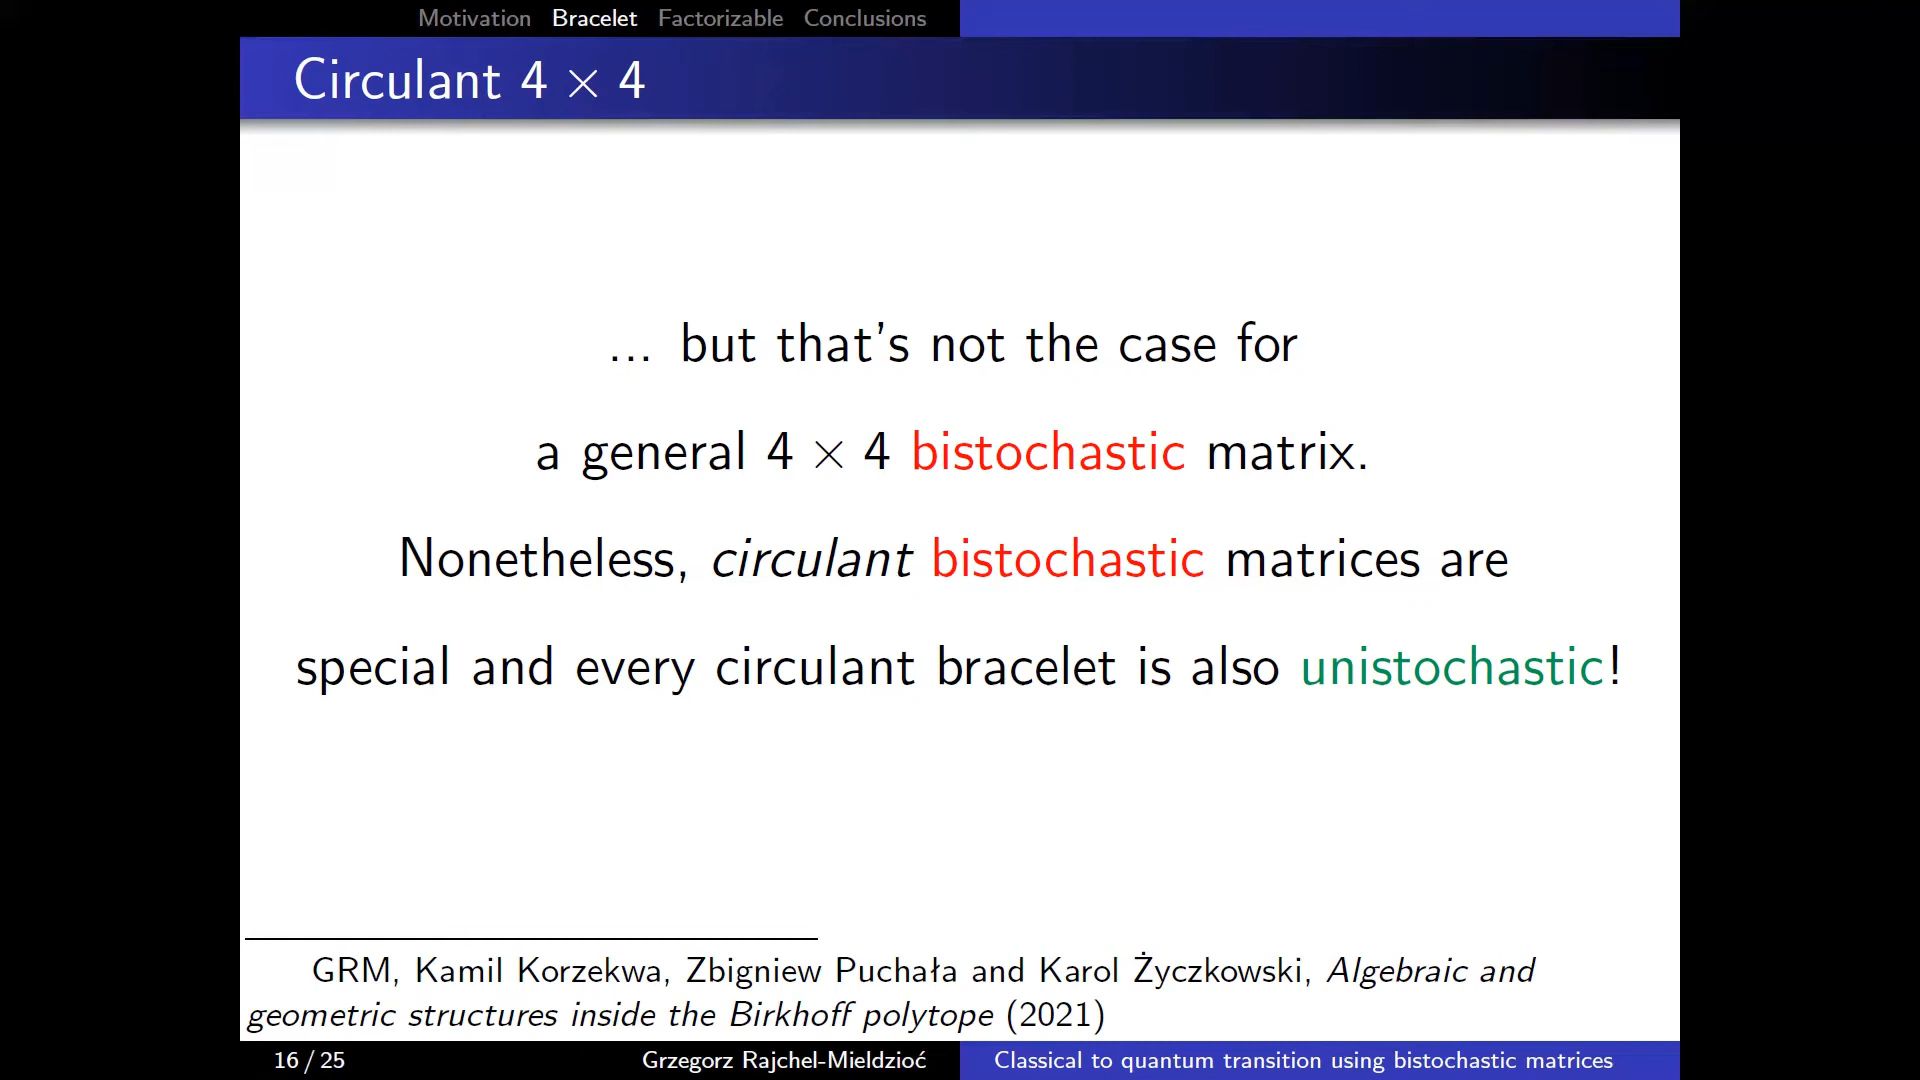 Motivation Bracelet Factorizable Conclusions
Circulant 4 × 4
... but that's not the case for
a general 4 × 4 bistochastic matrix.
Nonetheless, circulant bistochastic matrices are
special and every circulant bracelet is also unistochastic!
GRM, Kamil Korzekwa, Zbigniew Puchała and Karol Życzkowski, Algebraic and
geometric structures inside the Birkhoff polytope (2021)
16 / 25 Grzegorz Rajchel-Mieldzioć Classical to quantum transition using bistochastic matrices